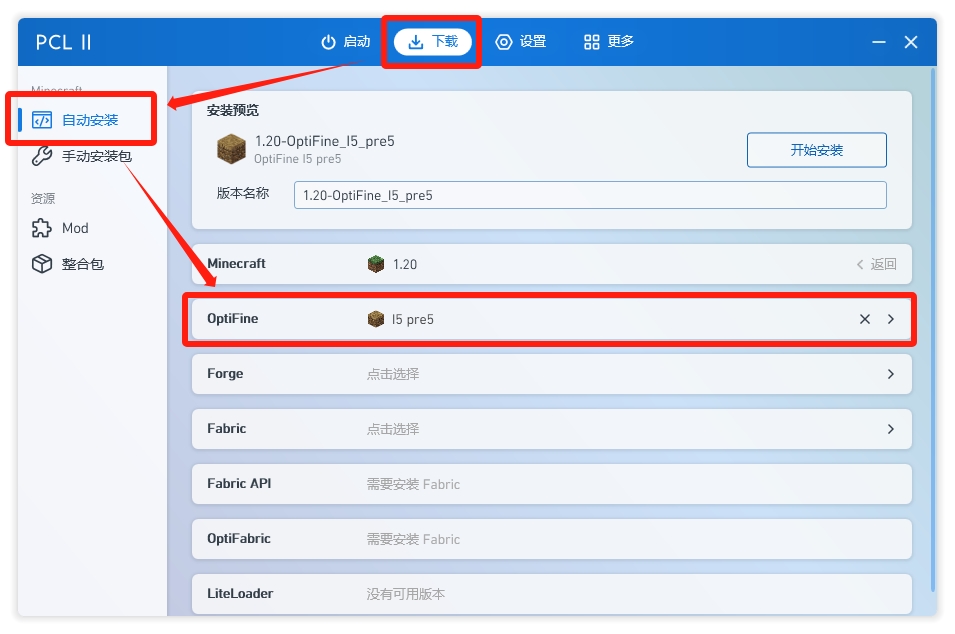 PCL II
启动
下载
设置
更多
Minecraft
自动安装
手动安装包
资源
Mod
整合包
安装预览
1.20-OptiFine_I5_pre5
OptiFine I5 pre5
开始安装
版本名称
1.20-OptiFine_I5_pre5
Minecraft 1.20 返回
OptiFine I5 pre5
Forge 点击选择
Fabric 点击选择
Fabric API 需要安装 Fabric
OptiFabric 需要安装 Fabric
LiteLoader 没有可用版本